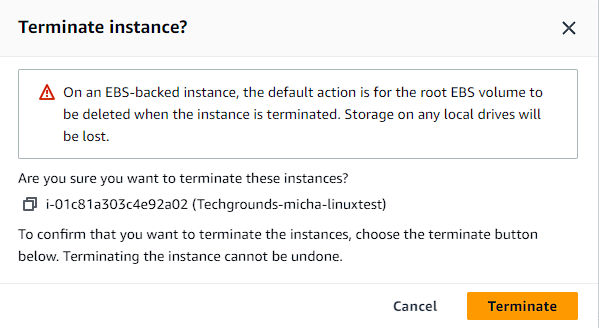 Terminate instance?
On an EBS-backed instance, the default action is for the root EBS volume to
be deleted when the instance is terminated. Storage on any local drives will
be lost.
Are you sure you want to terminate these instances?
i-01c81a303c4e92a02 (Techgrounds-micha-linuxtest)
To confirm that you want to terminate the instances, choose the terminate button
below. Terminating the instance cannot be undone.
Cancel
Terminate